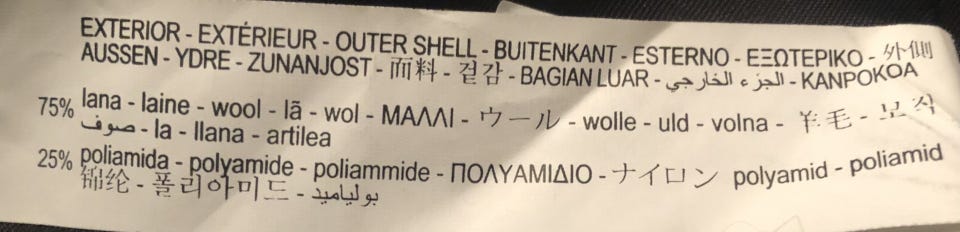 EXTERIOR - EXTÉRIEUR - OUTER SHELL - BUITENKANT - ESTERNO - ΕΞΩΤΕΡΙΚΟ - 外側
AUSSEN - YDRE - ZUNANJOST - 面料 - 겉감 - BAGIAN LUAR - الجزء الخارجي - KANPOKOA
75% lana - laine - wool - lã - wol - ΜΑΛΛΙ - ウール - wolle - uld - volna - 羊毛 - 모직
صوف - la - llana - artilea
25% poliamida - polyamide - poliammide - ΠΟΛΥΑΜΙΔΙΟ - ナイロン polyamid - poliamid
锦纶 - 폴리아미드 - بولياميد